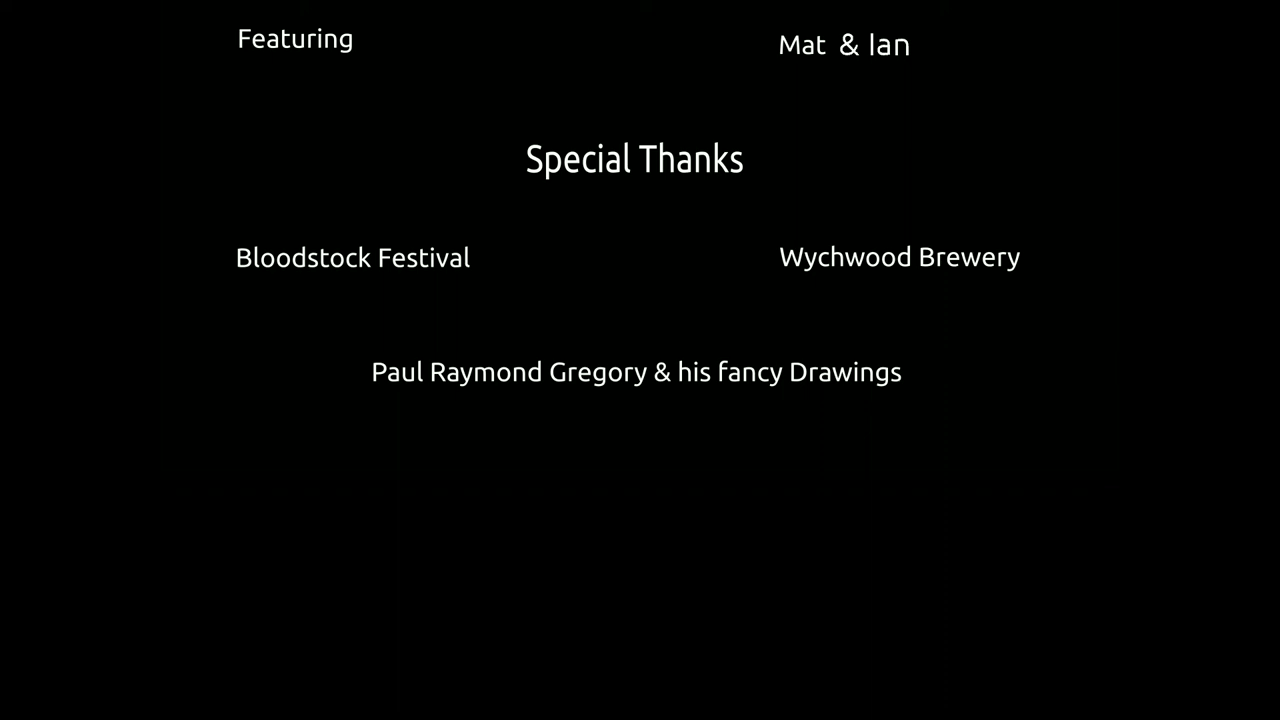 Featuring Mat & Ian
Special Thanks
Bloodstock Festival Wychwood Brewery
Paul Raymond Gregory & his fancy Drawings